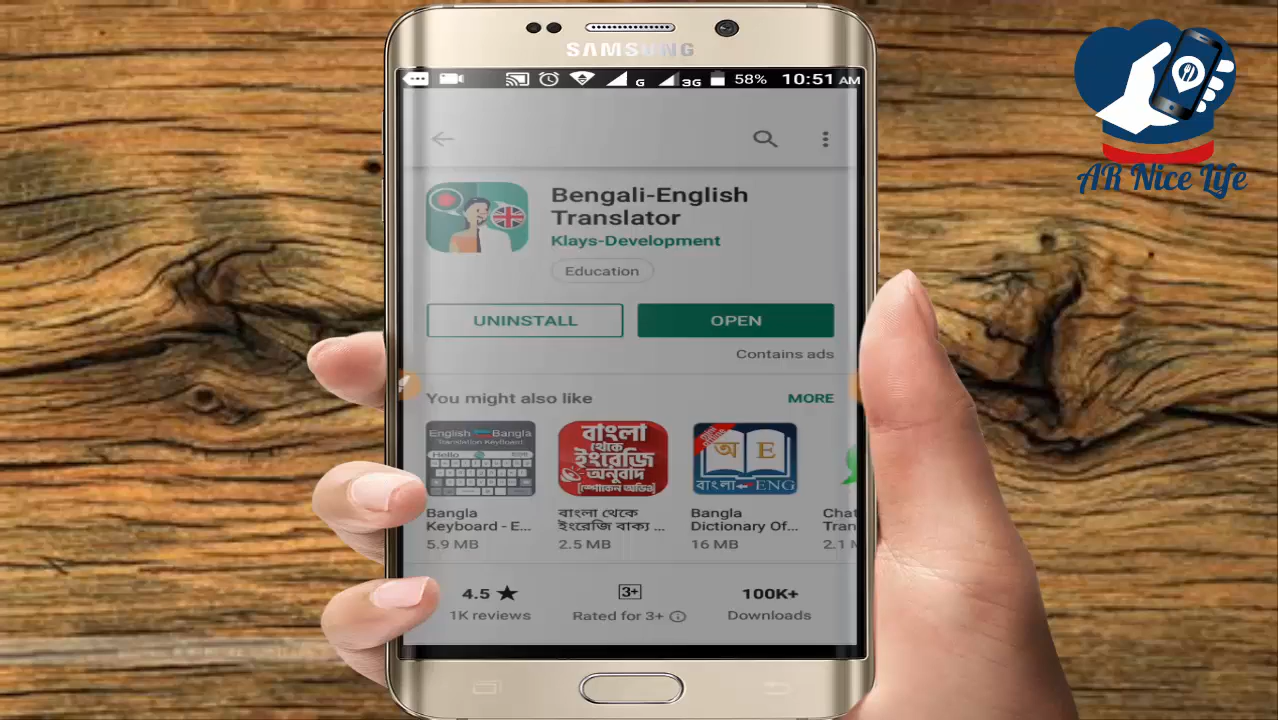 SAMSUNG
G 3G 58% 10:51 AM
AR Nice Life
Bengali-English
Translator
Klays-Development
Education
UNINSTALL OPEN
Contains ads
You might also like MORE
English Bangla
Translation Keyboard
Hello
বাংলা
থেকে
ইংরেজি
অনুবাদ
[স্পোকেন অডিও]
অ E
বাংলা ENG
Bangla
Keyboard - E...
5.9 MB
বাংলা থেকে
ইংরেজি বাক্য ...
2.5 MB
Bangla
Dictionary Of...
16 MB
Chat
Tran
2.1 M
4.5 ★ 3+ 100K+
1K reviews Rated for 3+ Downloads